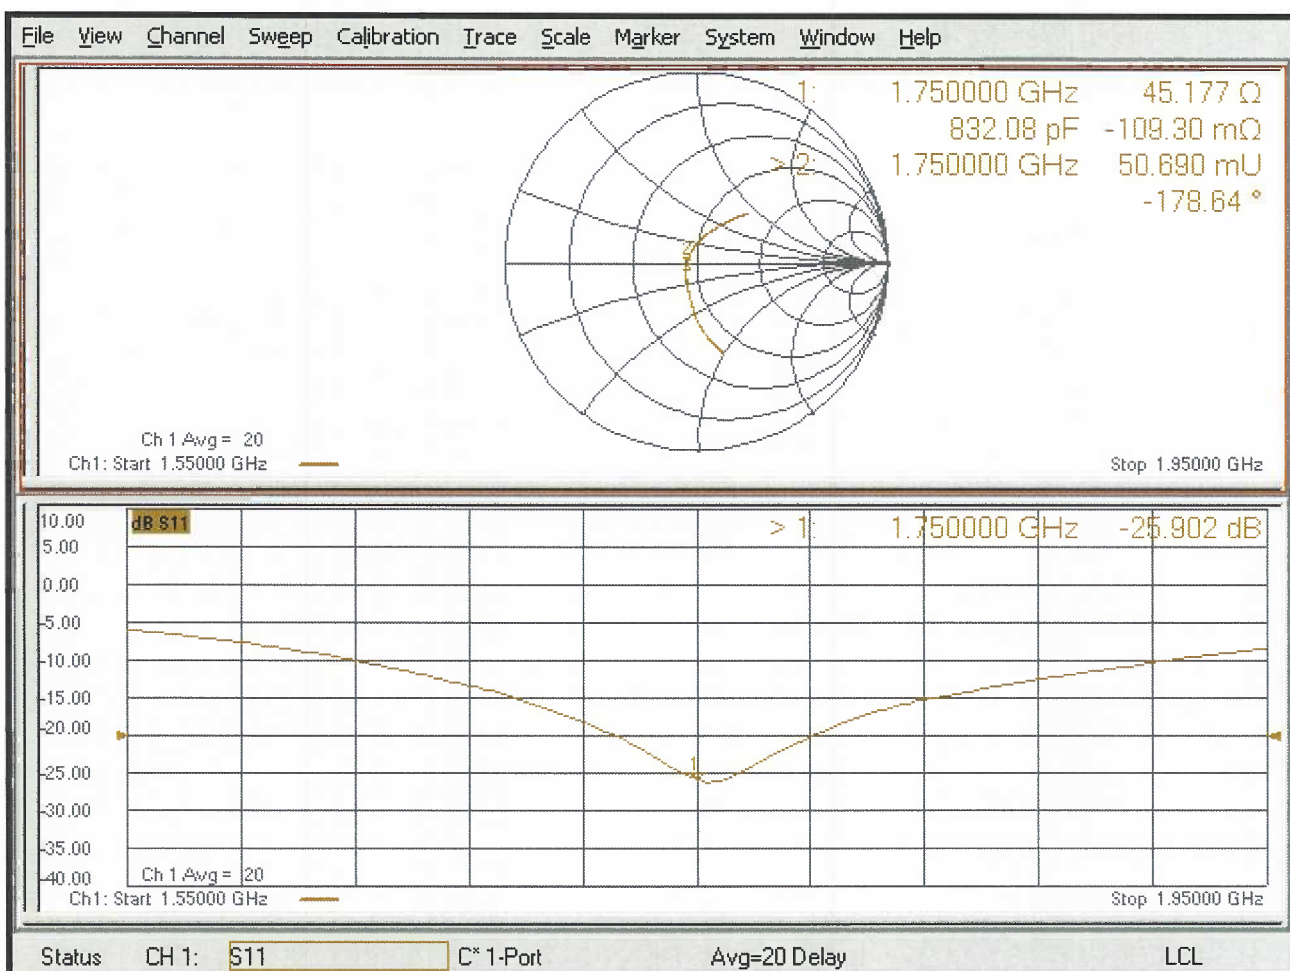 File View Channel Sweep Calibration Trace Scale Marker System Window Help
1: 1.750000 GHz 45.177 Ω
832.08 pF -109.30 mΩ
> 2: 1.750000 GHz 50.690 mU
-178.64 °
2
Ch 1 Avg = 20
Ch1: Start 1.55000 GHz
Stop 1.95000 GHz
dB S11
> 1: 1.750000 GHz -25.902 dB
10.00
5.00
0.00
-5.00
-10.00
-15.00
-20.00
-25.00
-30.00
-35.00
-40.00
1
Ch 1 Avg = 20
Ch1: Start 1.55000 GHz
Stop 1.95000 GHz
Status CH 1: S11 C* 1-Port Avg=20 Delay LCL